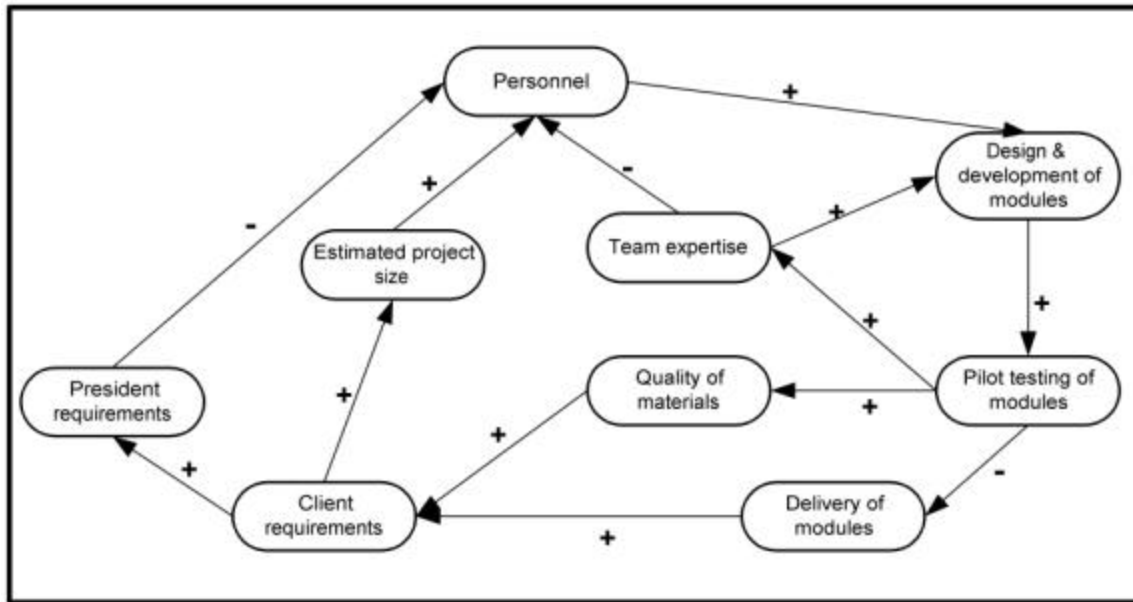 Personnel
+
Design &
development of
modules
-
+
-
+
Team expertise
Estimated project
size
+
+
President
requirements
+
Quality of
materials
+
Pilot testing of
modules
+
+
-
Client
requirements
Delivery of
modules
+